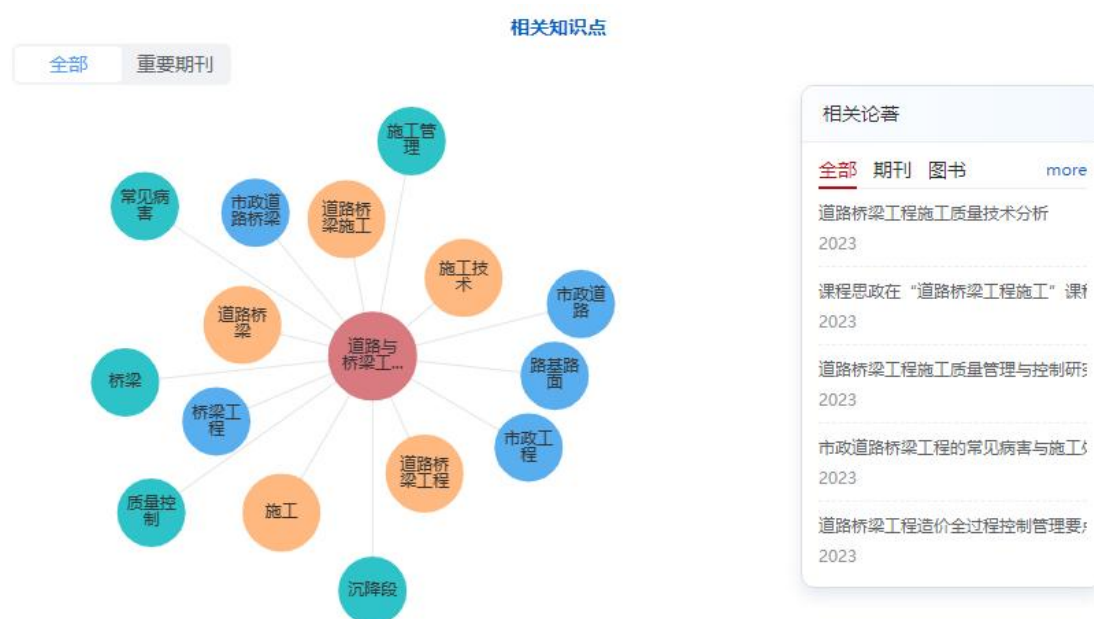 相关知识点
全部 重要期刊
施工管
理
常见病
害
市政道
路桥梁
道路桥
梁施工
施工技
术
市政道
路
道路桥
梁
道路与
桥梁工...
路基路
面
桥梁
桥梁工
程
市政工
程
道路桥
梁工程
质量控
制
施工
沉降段
相关论著
全部 期刊 图书 more
道路桥梁工程施工质量技术分析
2023
课程思政在“道路桥梁工程施工”课
2023
道路桥梁工程施工质量管理与控制研
2023
市政道路桥梁工程的常见病害与施工
2023
道路桥梁工程造价全过程控制管理要
2023